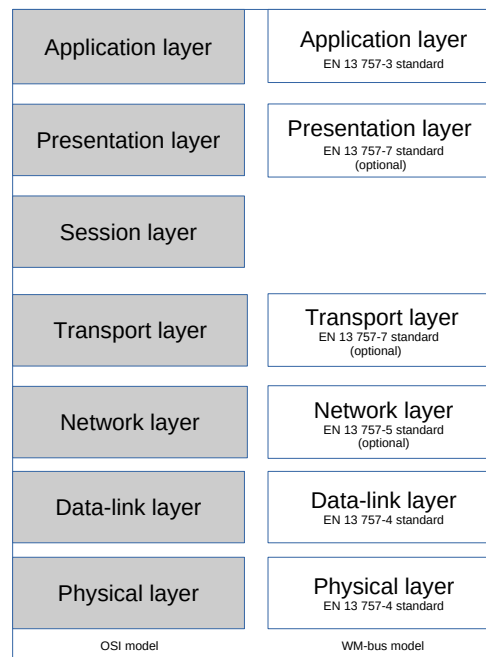 Application layer
Application layer
EN 13 757-3 standard
Presentation layer
Presentation layer
EN 13 757-7 standard
(optional)
Session layer
Transport layer
Transport layer
EN 13 757-7 standard
(optional)
Network layer
Network layer
EN 13 757-5 standard
(optional)
Data-link layer
Data-link layer
EN 13 757-4 standard
Physical layer
Physical layer
EN 13 757-4 standard
OSI model
WM-bus model